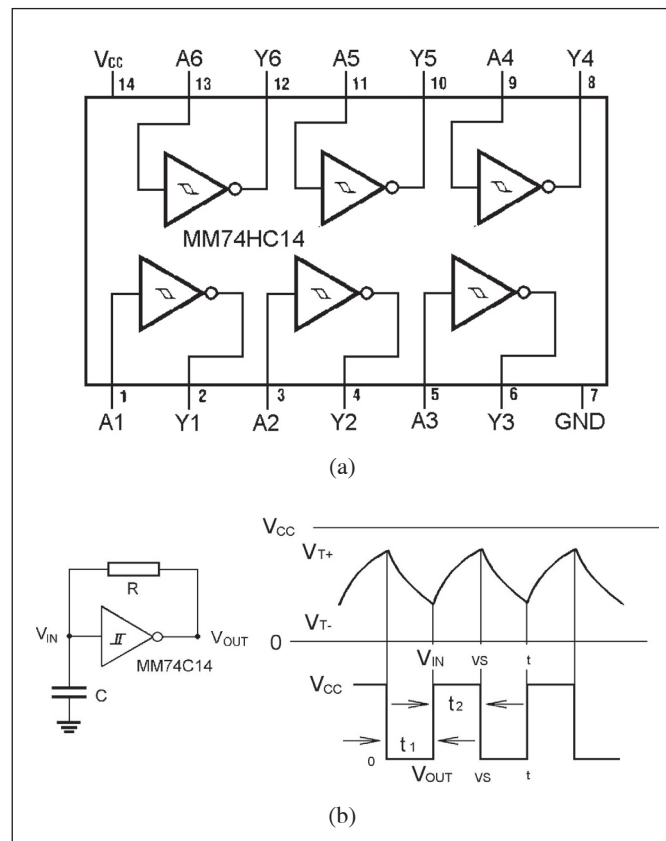 Vcc A6 Y6 A5 Y5 A4 Y4
14 13 12 11 10 9 8
MM74HC14
1 2 3 4 5 6 7
A1 Y1 A2 Y2 A3 Y3 GND
(a)
VCC
VT+
VT-
0
VIN VS t
R
VIN
VOUT
MM74C14
C
VCC
t2
t1
0
VOUT VS t
(b)